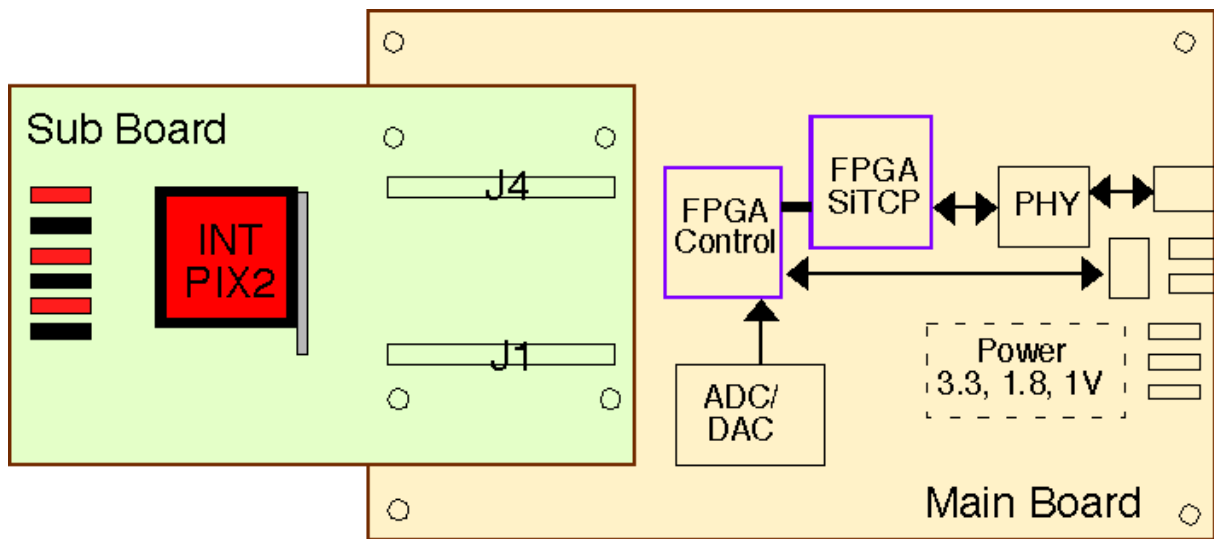 Sub Board
INT
PIX2
J4
J1
FPGA
Control
FPGA
SiTCP
PHY
ADC/
DAC
Power
3.3, 1.8, 1V
Main Board